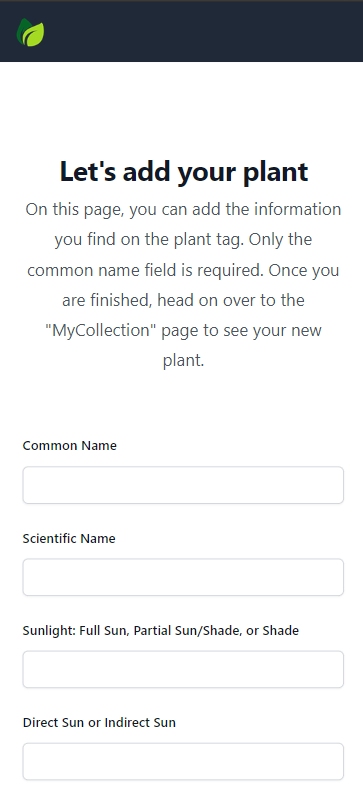 Let's add your plant
On this page, you can add the information
you find on the plant tag. Only the
common name field is required. Once you
are finished, head on over to the
"MyCollection" page to see your new
plant.
Common Name
Scientific Name
Sunlight: Full Sun, Partial Sun/Shade, or Shade
Direct Sun or Indirect Sun